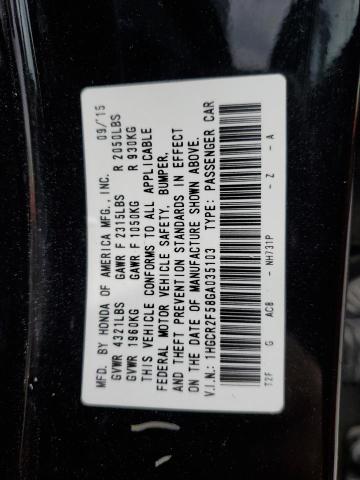 MFD. BY HONDA OF AMERICA MFG., INC. 09/'15
GVWR 4321LBS GAWR F 2315LBS R 2050LBS
GVWR 1960KG GAWR F 1050KG R 930KG
THIS VEHICLE CONFORMS TO ALL APPLICABLE
FEDERAL MOTOR VEHICLE SAFETY, BUMPER,
AND THEFT PREVENTION STANDARDS IN EFFECT
ON THE DATE OF MANUFACTURE SHOWN ABOVE.
V.I.N.: 1HGCR2F58GA035103 TYPE: PASSENGER CAR
T2F G AC8 - NH731P - Z - A